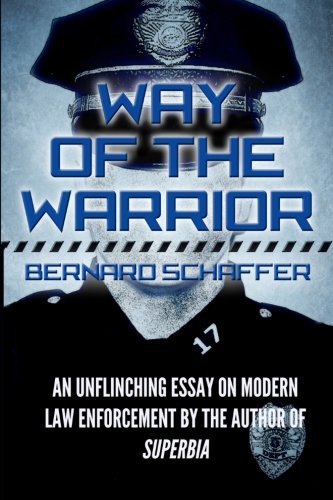 WAY
OF THE
WARRIOR
BERNARD SCHAFFER
17
AN UNFLINCHING ESSAY ON MODERN
LAW ENFORCEMENT BY THE AUTHOR OF
SUPERBIA